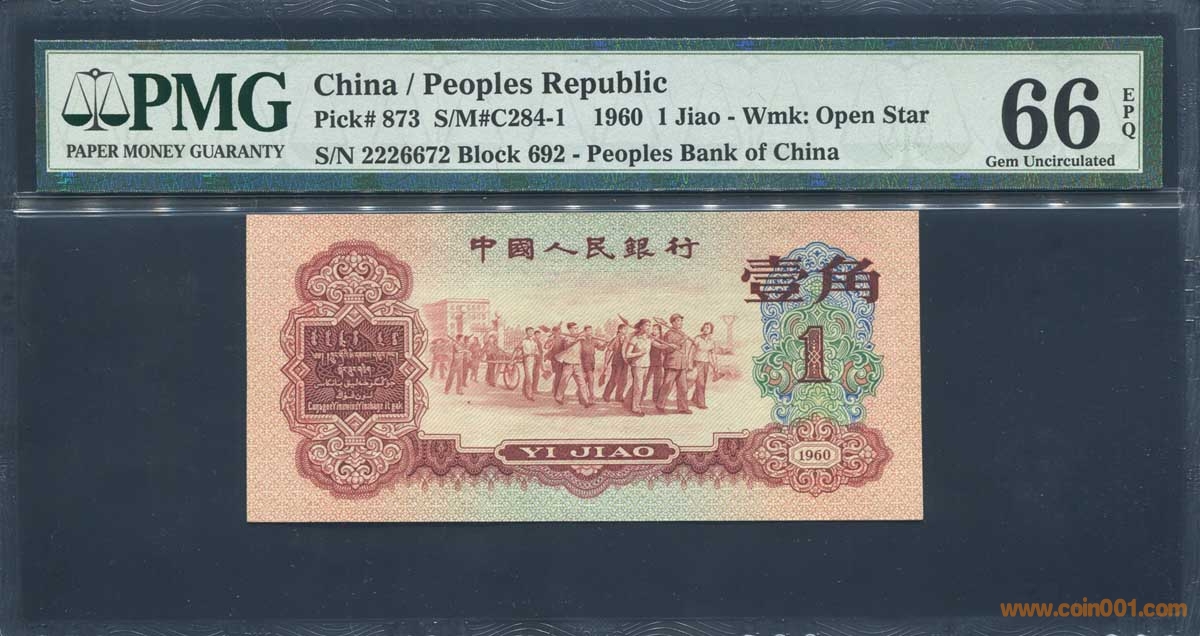 PMG
PAPER MONEY GUARANTY
China / Peoples Republic
Pick# 873 S/M#C284-1 1960 1 Jiao - Wmk: Open Star
S/N 2226672 Block 692 - Peoples Bank of China
66
EPQ
Gem Uncirculated
中國人民銀行
壹角
1
YI JIAO
1960
www.coin001.com